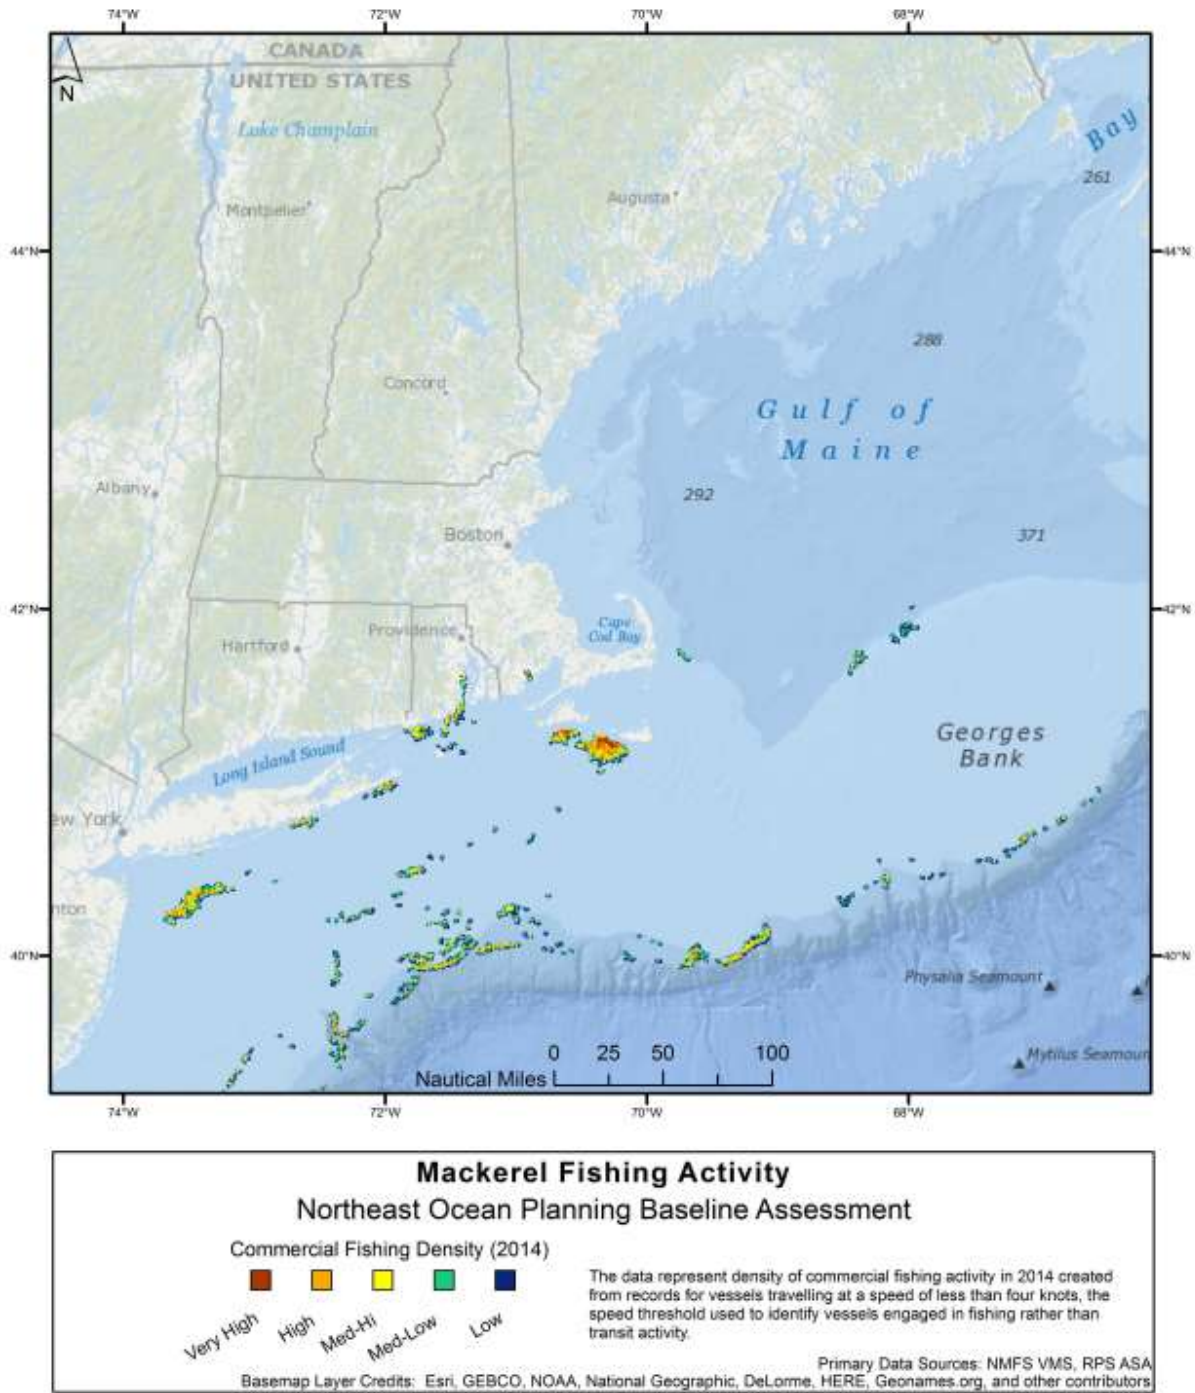 74°W 72°W 70°W 68°W
CANADA
UNITED STATES
N
Lake Champlain
Bay
261
Montpelier
Augusta
44°N 44°N
288
Concord
Gulf of
Maine
Albany
292
Boston
371
42°N 42°N
Cape
Cod Bay
Providence
Hartford
Georges
Bank
Long Island Sound
ew York
nton
40°N 40°N
Physalia Seamount
Mytilus Seamoun
0 25 50 100
Nautical Miles
74°W 72°W 70°W 68°W
Mackerel Fishing Activity
Northeast Ocean Planning Baseline Assessment
Commercial Fishing Density (2014)
Very High
High
Med-Hi
Med-Low
Low
The data represent density of commercial fishing activity in 2014 created
from records for vessels travelling at a speed of less than four knots, the
speed threshold used to identify vessels engaged in fishing rather than
transit activity.
Primary Data Sources: NMFS VMS, RPS ASA
Basemap Layer Credits: Esri, GEBCO, NOAA, National Geographic, DeLorme, HERE, Geonames.org, and other contributors